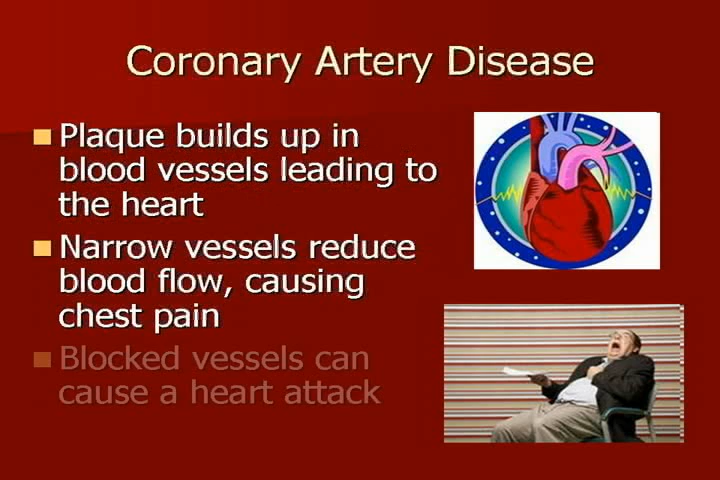 Coronary Artery Disease
Plaque builds up in
blood vessels leading to
the heart
Narrow vessels reduce
blood flow, causing
chest pain
Blocked vessels can
cause a heart attack